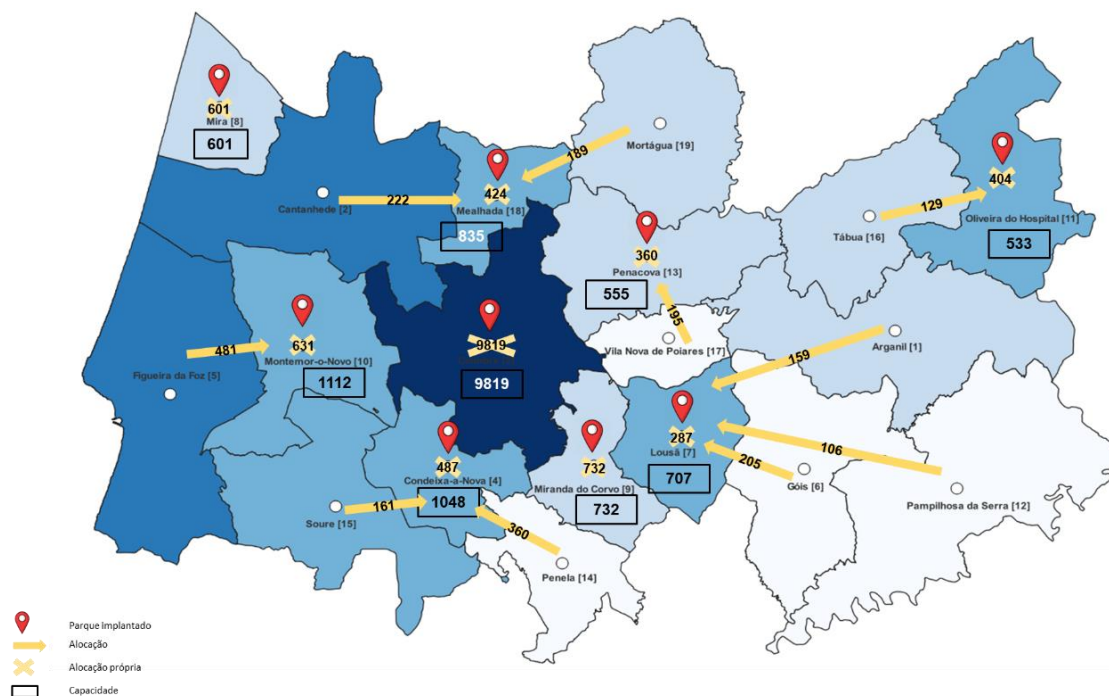 601
Mira [8]
601
Cantanhede [2]
222
424
Mealhada [18]
835
189
Mortágua [19]
360
Penacova [13]
555
195
Vila Nova de Poiares [17]
Tábua [16]
129
404
Oliveira do Hospital [11]
533
Arganil [1]
159
Figueira da Foz [5]
481
631
Montemor-o-Novo [10]
1112
9819
9819
487
Condeixa-a-Nova [4]
1048
Soure [15]
161
360
Penela [14]
732
Miranda do Corvo [9]
732
287
Lousã [7]
707
205
Góis [6]
106
Pampilhosa da Serra [12]
Parque Implantado
Alocação
Alocação própria
Capacidade